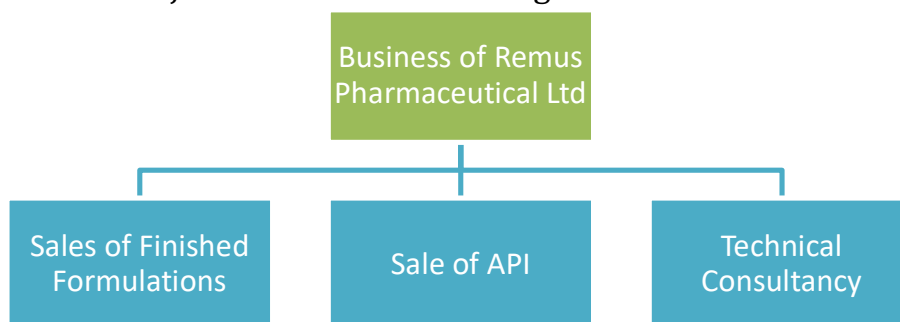 Business of Remus
Pharmaceutical Ltd
Sales of Finished
Formulations
Sale of API
Technical
Consultancy